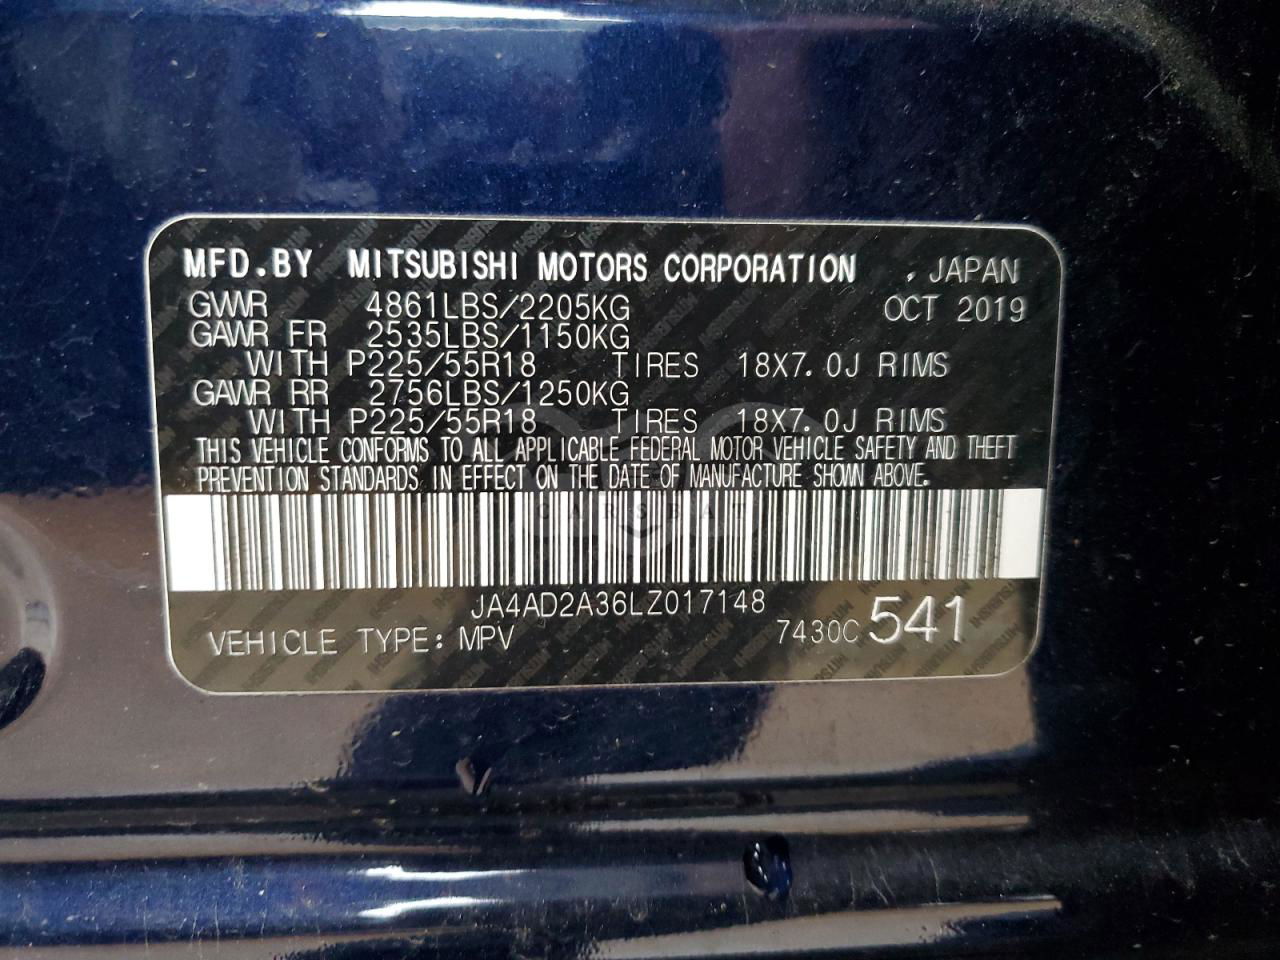 MFD.BY MITSUBISHI MOTORS CORPORATION , JAPAN
GVWR 4861LBS/2205KG OCT 2019
GAWR FR 2535LBS/1150KG
WITH P225/55R18 TIRES 18X7.0J RIMS
GAWR RR 2756LBS/1250KG
WITH P225/55R18 TIRES 18X7.0J RIMS
THIS VEHICLE CONFORMS TO ALL APPLICABLE FEDERAL MOTOR VEHICLE SAFETY AND THEFT
PREVENTION STANDARDS IN EFFECT ON THE DATE OF MANUFACTURE SHOWN ABOVE.
CARSBAT
JA4AD2A36LZ017148
VEHICLE TYPE: MPV 7430C 541